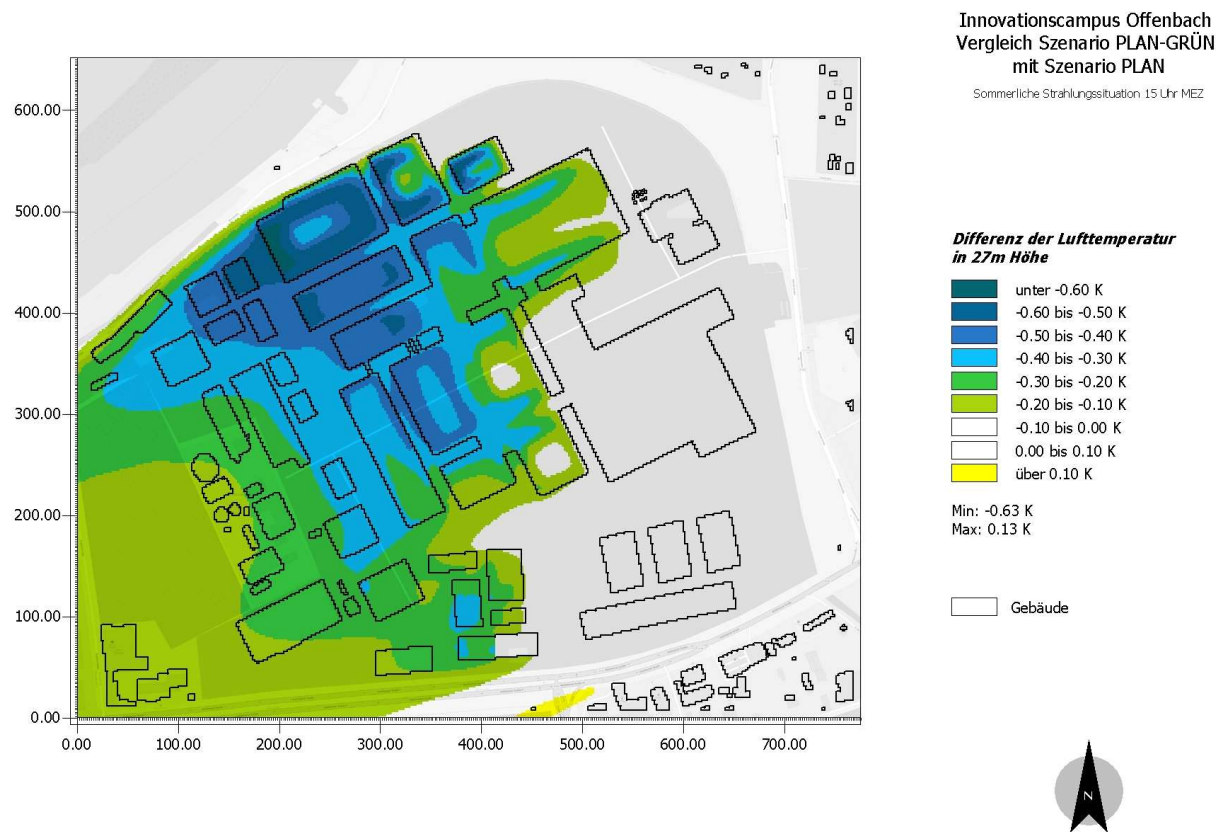 Innovationscampus Offenbach
Vergleich Szenario PLAN-GRÜN
mit Szenario PLAN
Sommerliche Strahlungssituation 15 Uhr MEZ
600.00
500.00
400.00
300.00
200.00
100.00
0.00
0.00 100.00 200.00 300.00 400.00 500.00 600.00 700.00
Differenz der Lufttemperatur
in 27m Höhe
unter -0.60 K
-0.60 bis -0.50 K
-0.50 bis -0.40 K
-0.40 bis -0.30 K
-0.30 bis -0.20 K
-0.20 bis -0.10 K
-0.10 bis 0.00 K
0.00 bis 0.10 K
über 0.10 K
Min: -0.63 K
Max: 0.13 K
Gebäude
N